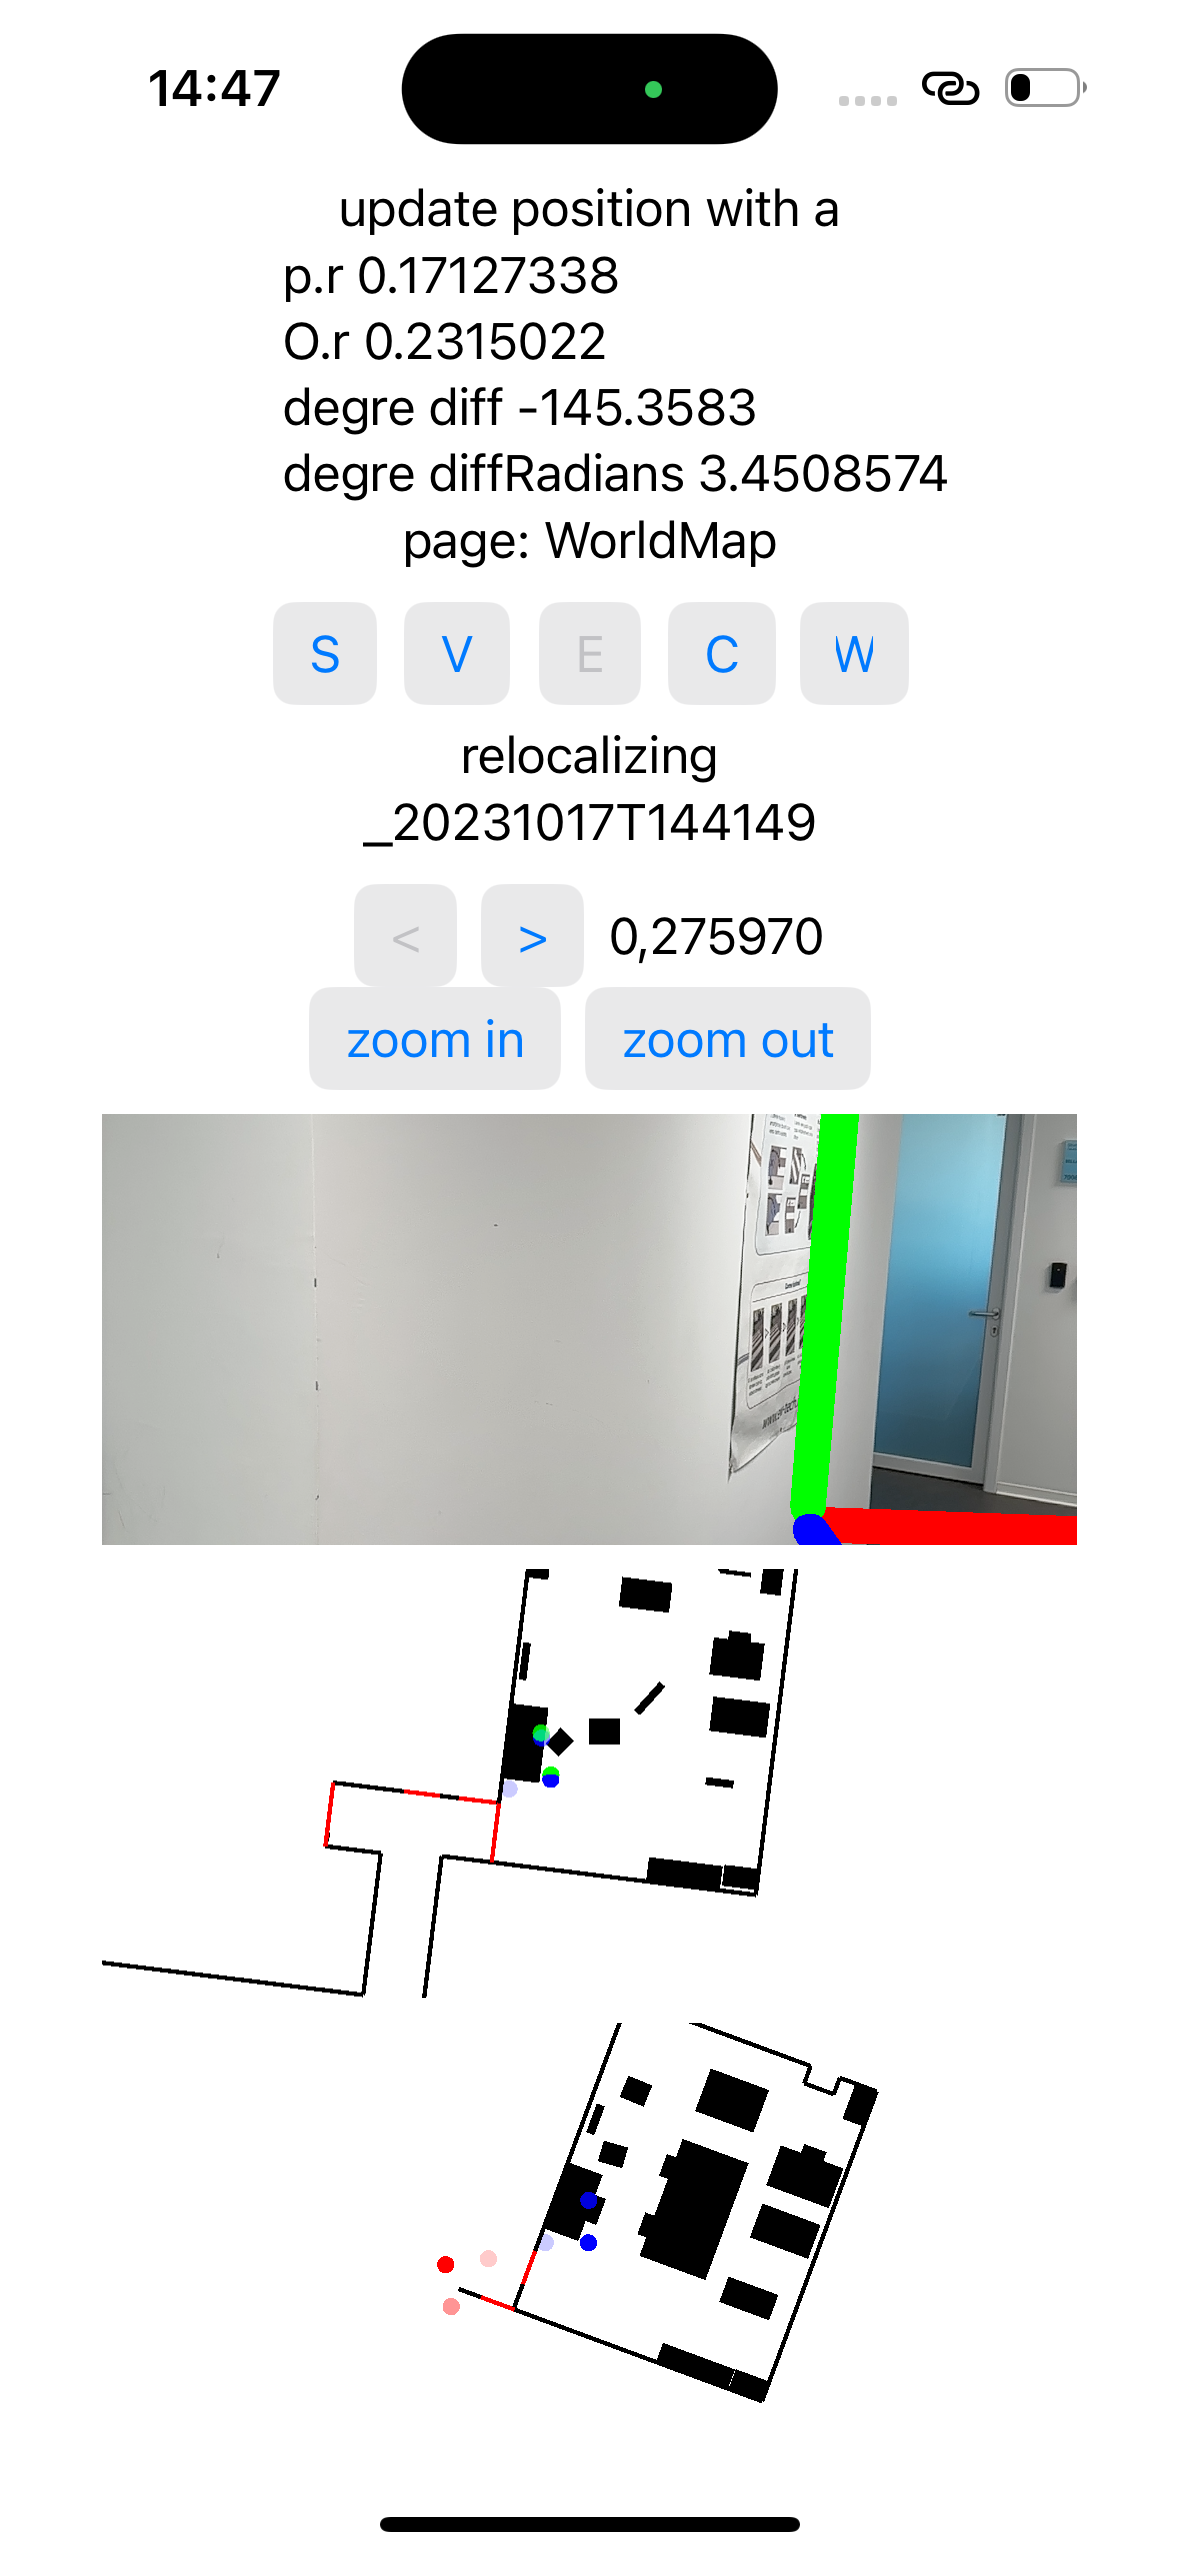 14:47
update position with a
p.r 0.17127338
O.r 0.2315022
degre diff -145.3583
degre diffRadians 3.4508574
page: WorldMap
S V E C W
relocalizing
_20231017T144149
< > 0,275970
zoom in zoom out